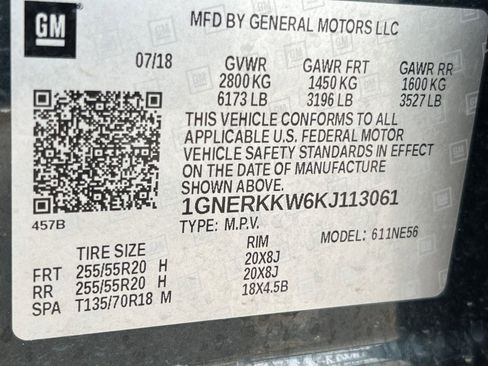 GM
MFD BY GENERAL MOTORS LLC
07/18 GVWR GAWR FRT GAWR RR
2800 KG 1450 KG 1600 KG
6173 LB 3196 LB 3527 LB
THIS VEHICLE CONFORMS TO ALL
APPLICABLE U.S. FEDERAL MOTOR
VEHICLE SAFETY STANDARDS IN EFFECT
ON THE DATE OF MANUFACTURE
SHOWN ABOVE.
1GNERKKW6KJ113061
457B TYPE: M.P.V. MODEL: 611NE56
TIRE SIZE RIM
FRT 255/55R20 H 20X8J
RR 255/55R20 H 20X8J
SPA T135/70R18 M 18X4.5B